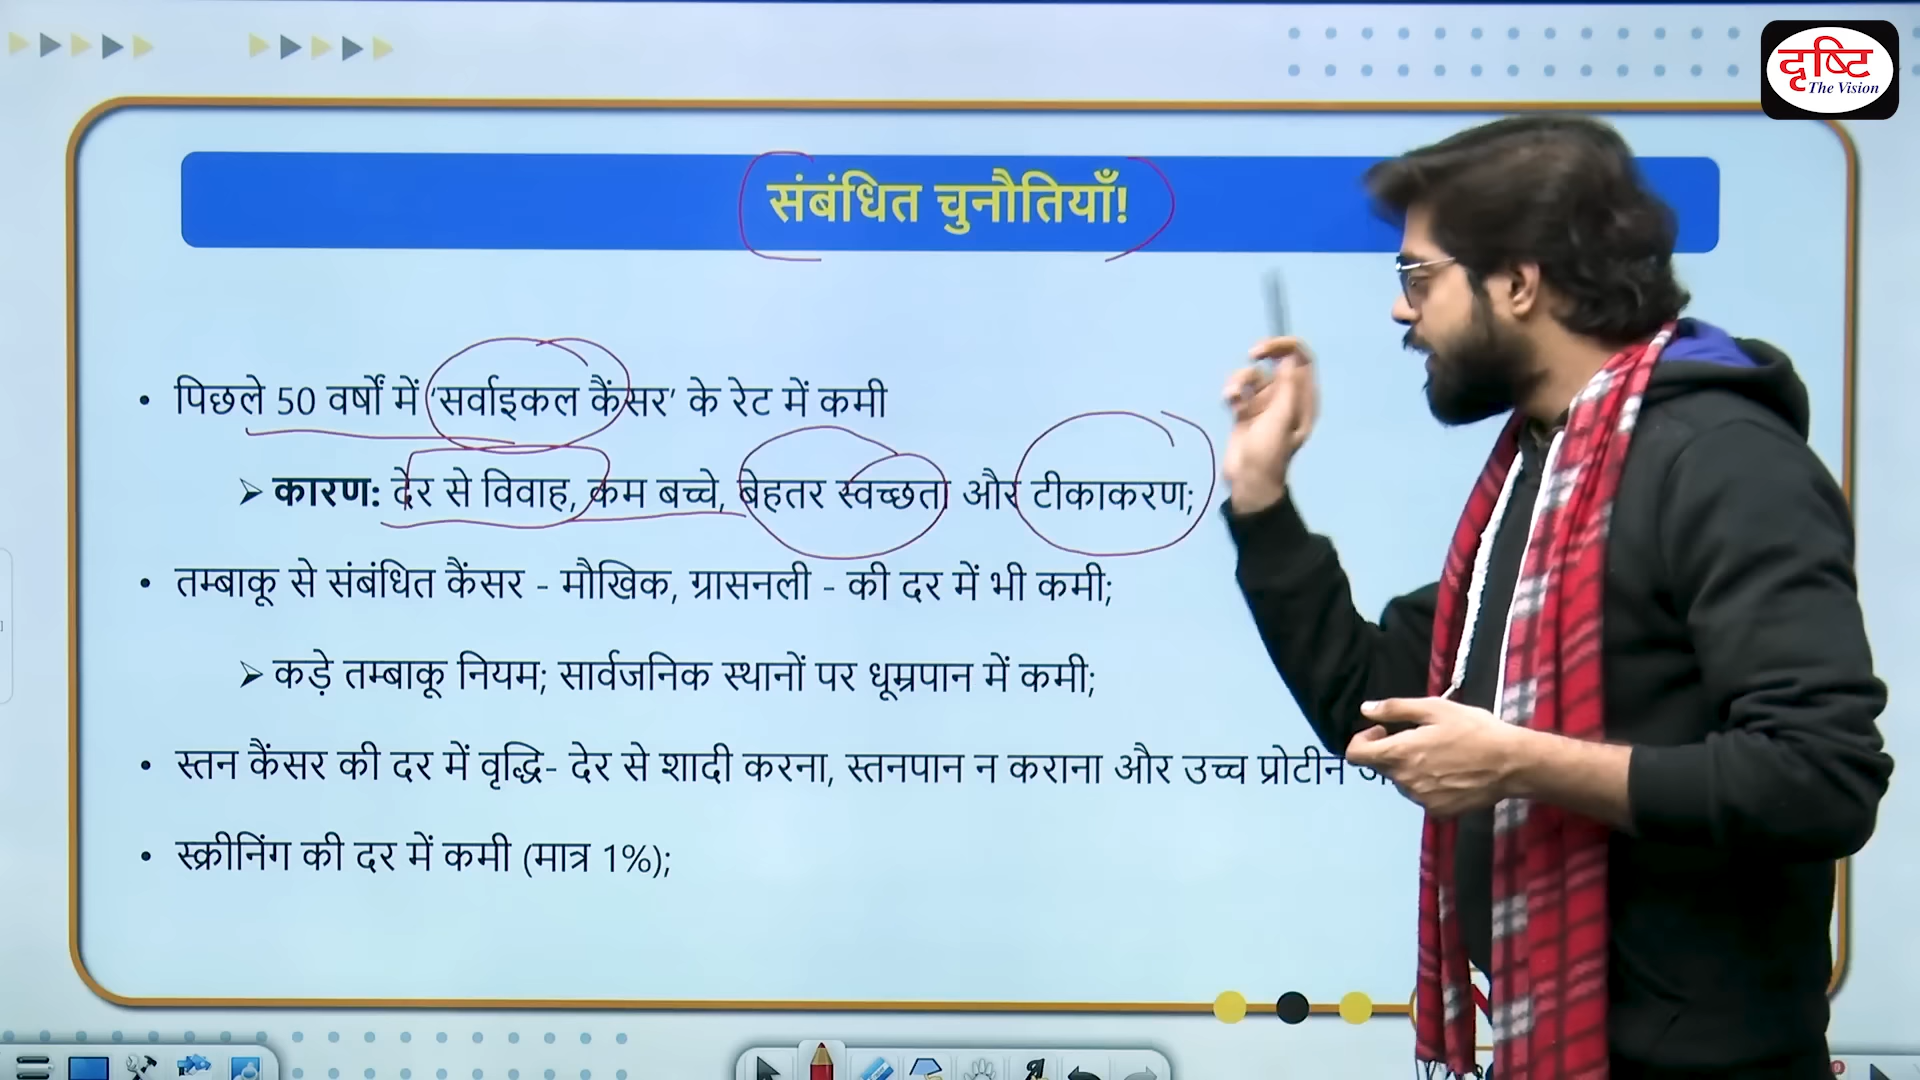 दृष्टि
The Vision
संबंधित चुनौतियाँ!
• पिछले 50 वर्षों में ‘सर्वाइकल कैंसर’ के रेट में कमी
➢ कारण: देर से विवाह, कम बच्चे, बेहतर स्वच्छता और टीकाकरण;
• तम्बाकू से संबंधित कैंसर - मौखिक, ग्रासनली - की दर में भी कमी;
➢ कड़े तम्बाकू नियम; सार्वजनिक स्थानों पर धूम्रपान में कमी;
• स्तन कैंसर की दर में वृद्धि- देर से शादी करना, स्तनपान न कराना और उच्च प्रोटीन
• स्क्रीनिंग की दर में कमी (मात्र 1%);